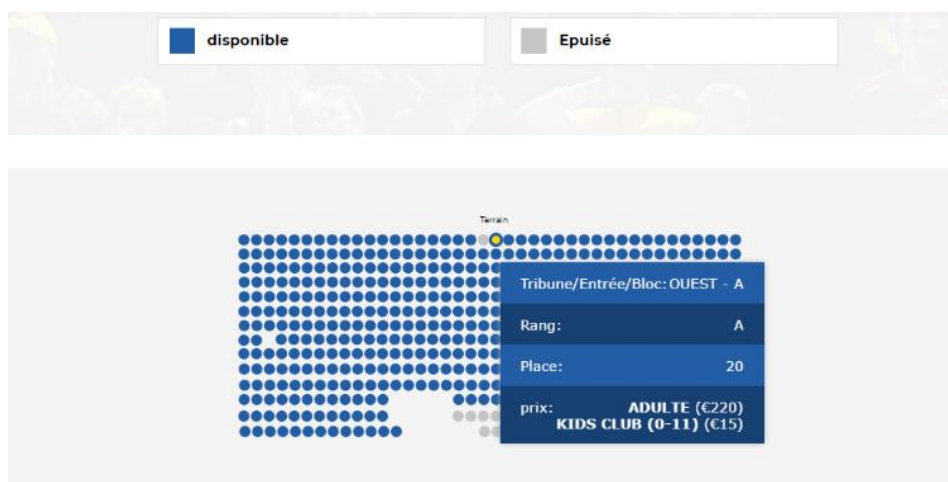 disponible
Epuisé
Terrain
Tribune/Entrée/Bloc: OUEST - A
Rang: A
Place: 20
prix: ADULTE (€220)
KIDS CLUB (0-11) (€15)